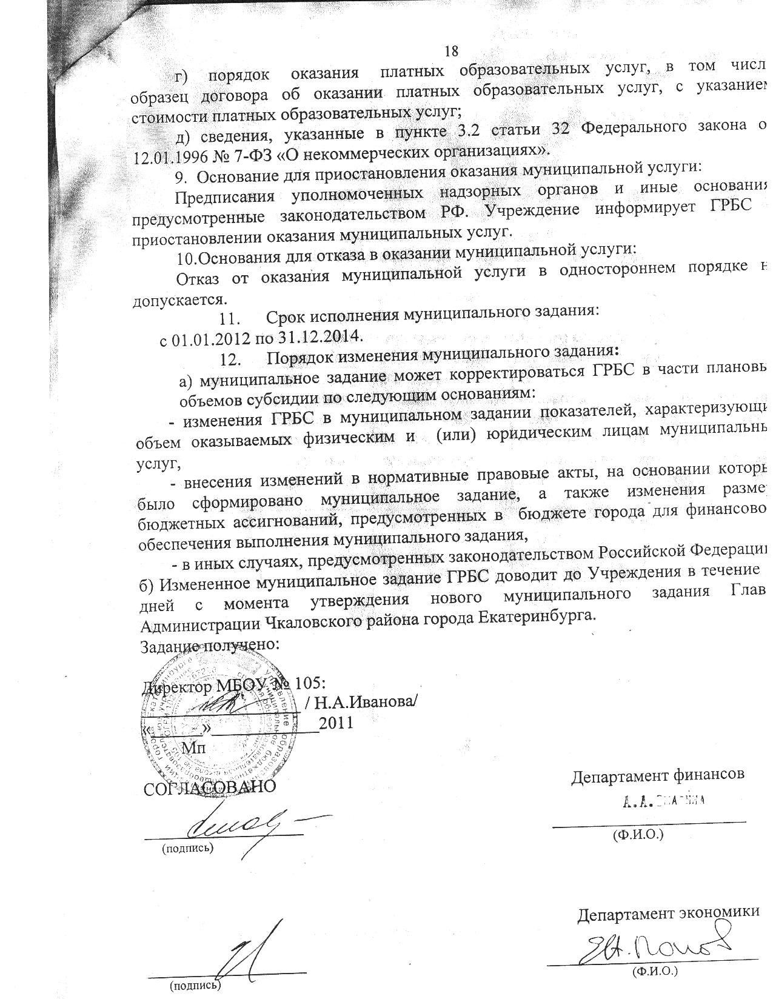 18
г) порядок оказания платных образовательных услуг, в том числ
образец договора об оказании платных образовательных услуг, с указание
стоимости платных образовательных услуг;
д) сведения, указанные в пункте 3.2 статьи 32 Федерального закона о
12.01.1996 № 7-ФЗ «О некоммерческих организациях».
9. Основание для приостановления оказания муниципальной услуги:
Предписания уполномоченных надзорных органов и иные основания
предусмотренные законодательством РФ. Учреждение информирует ГРБС
приостановлении оказания муниципальных услуг.
10.Основания для отказа в оказании муниципальной услуги:
Отказ от оказания муниципальной услуги в одностороннем порядке н
допускается.
11. Срок исполнения муниципального задания:
с 01.01.2012 по 31.12.2014.
12. Порядок изменения муниципального задания:
а) муниципальное задание может корректироваться ГРБС в части плановы
объемов субсидии по следующим основаниям:
- изменения ГРБС в муниципальном задании показателей, характеризующи
объем оказываемых физическим и (или) юридическим лицам муниципальны
услуг,
- внесения изменений в нормативные правовые акты, на основании которы
было сформировано муниципальное задание, а также изменения разме
бюджетных ассигнований, предусмотренных в бюджете города для финансово
обеспечения выполнения муниципального задания,
- в иных случаях, предусмотренных законодательством Российской Федерации
б) Измененное муниципальное задание ГРБС доводит до Учреждения в течение
дней с момента утверждения нового муниципального задания Глав
Администрации Чкаловского района города Екатеринбурга.
Задание получено:
Директор МБОУ № 105:
/ Н.А.Иванова/
«______»____________2011
Мп
СОГЛАСОВАНО
Департамент финансов
А.А.
(подпись)
(Ф.И.О.)
Департамент экономики
(подпись)
(Ф.И.О.)